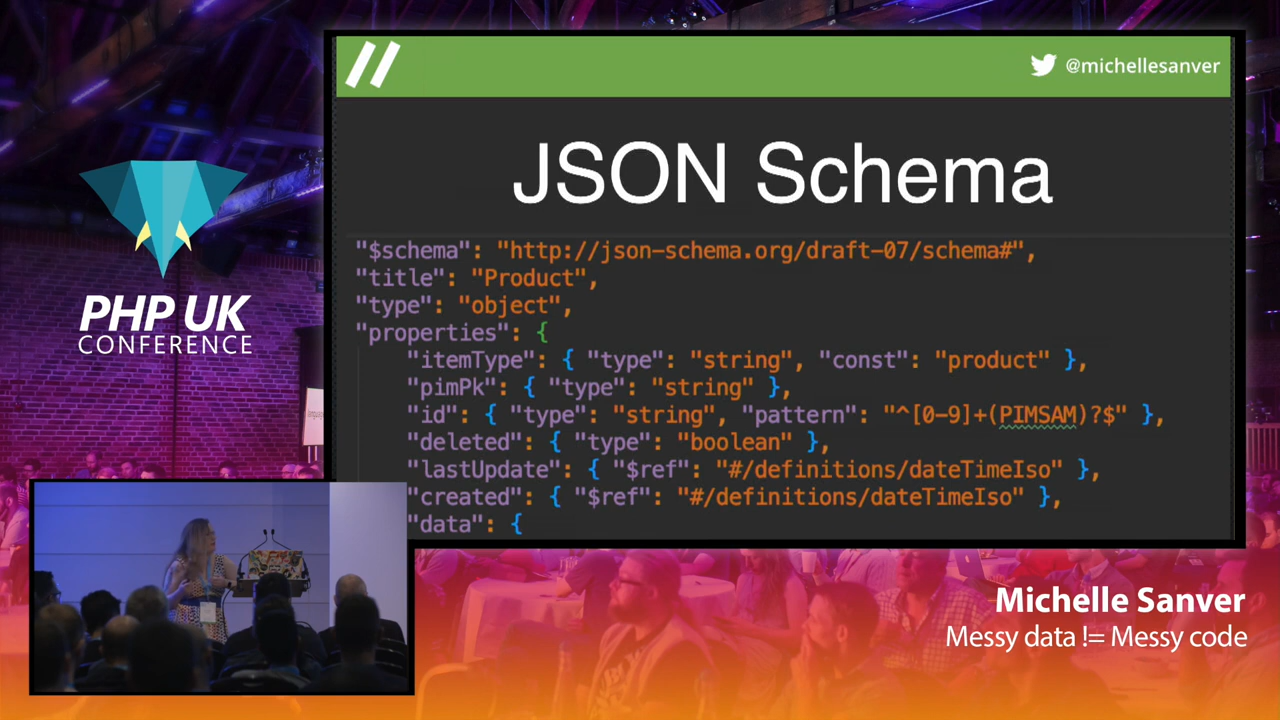 @michellesanver
JSON Schema
"$schema": "http://json-schema.org/draft-07/schema#",
"title": "Product",
"type": "object",
"properties": {
"itemType": { "type": "string", "const": "product" },
"pimPk": { "type": "string" },
"id": { "type": "string", "pattern": "^[0-9]+(PIMSAM)?$" },
"deleted": { "type": "boolean" },
"lastUpdate": { "$ref": "#/definitions/dateTimeIso" },
"created": { "$ref": "#/definitions/dateTimeIso" },
"data": {
PHP UK
CONFERENCE
Michelle Sanver
Messy data != Messy code